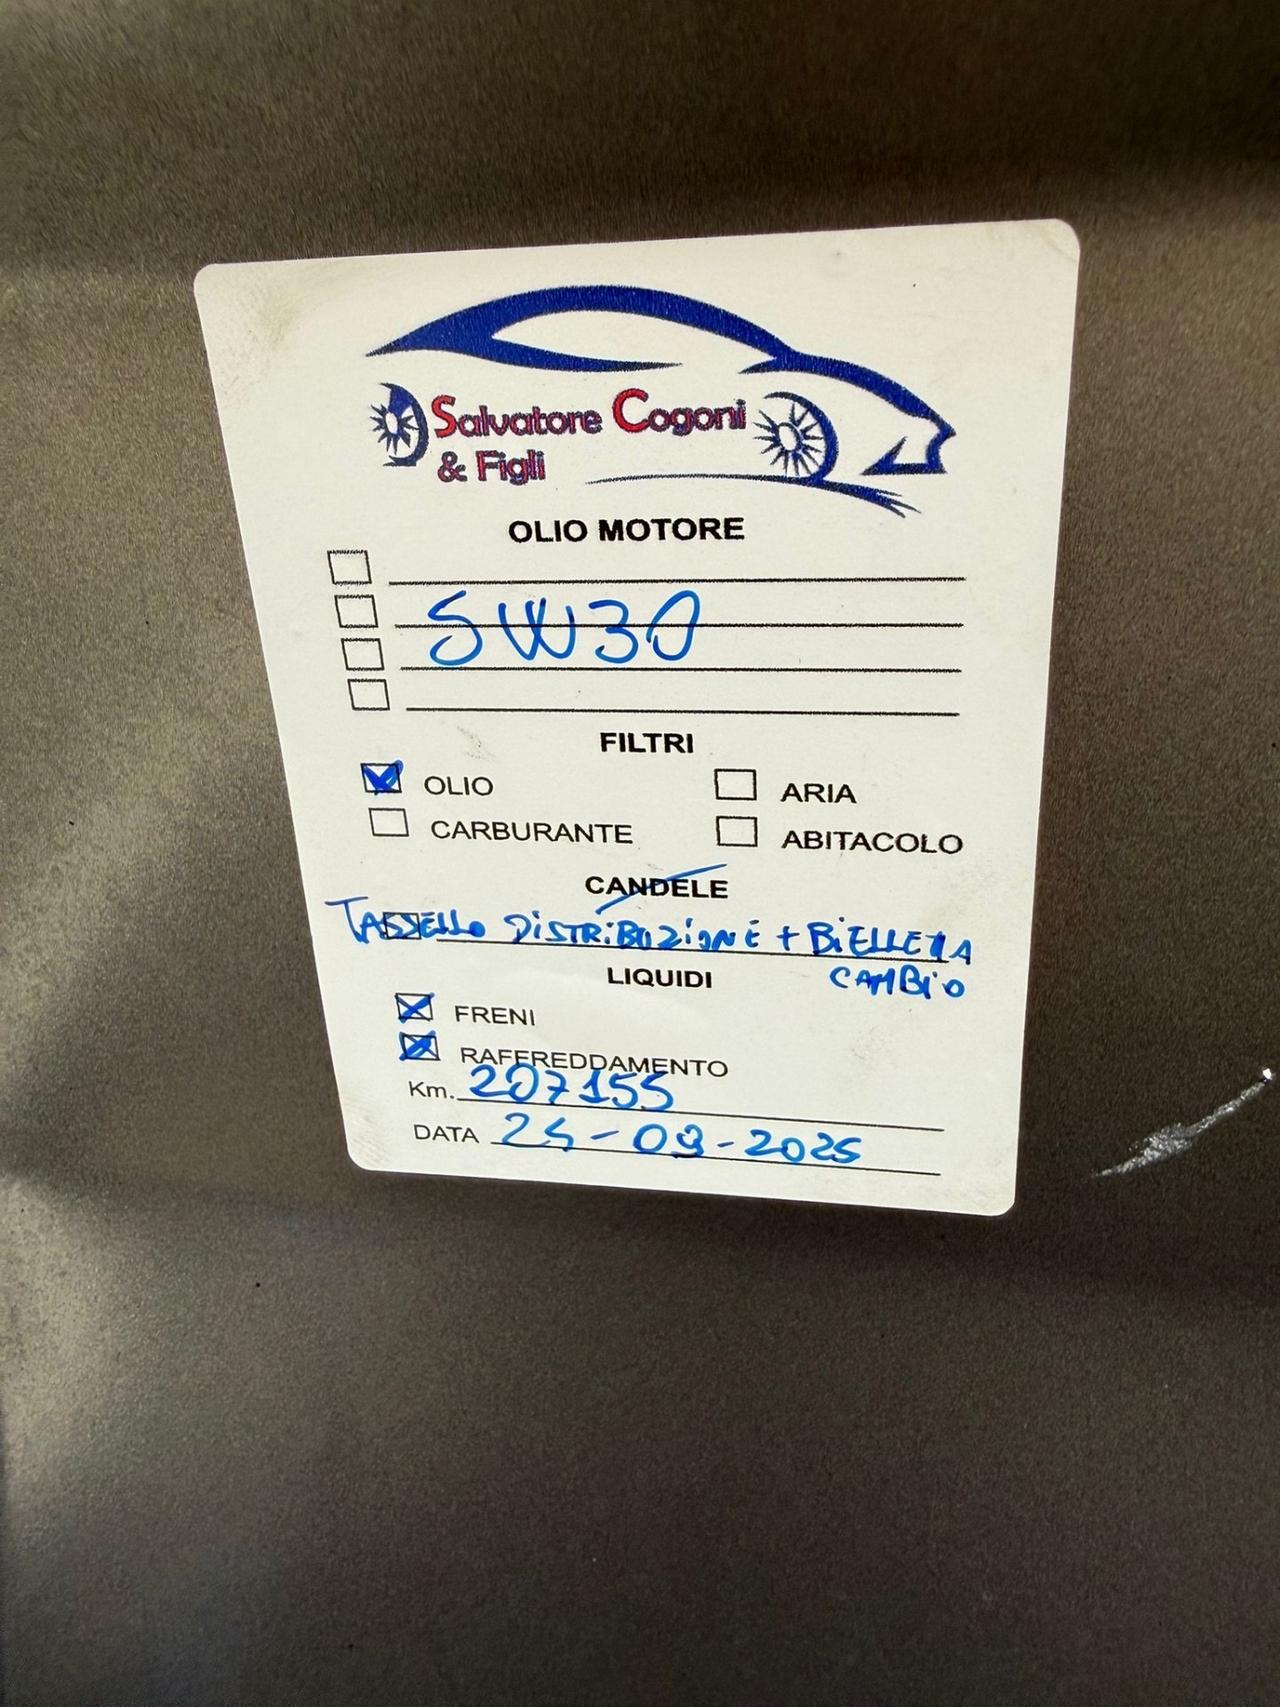 Salvatore Cogoni
& Figli
OLIO MOTORE
5W30
FILTRI
OLIO
ARIA
CARBURANTE
ABITACOLO
CANDELE
TASSELLO DISTRIBUZIONE + BIELLETTA
CAMBIO
LIQUIDI
FRENI
RAFFREDDAMENTO
Km. 207155
DATA 25-09-2025